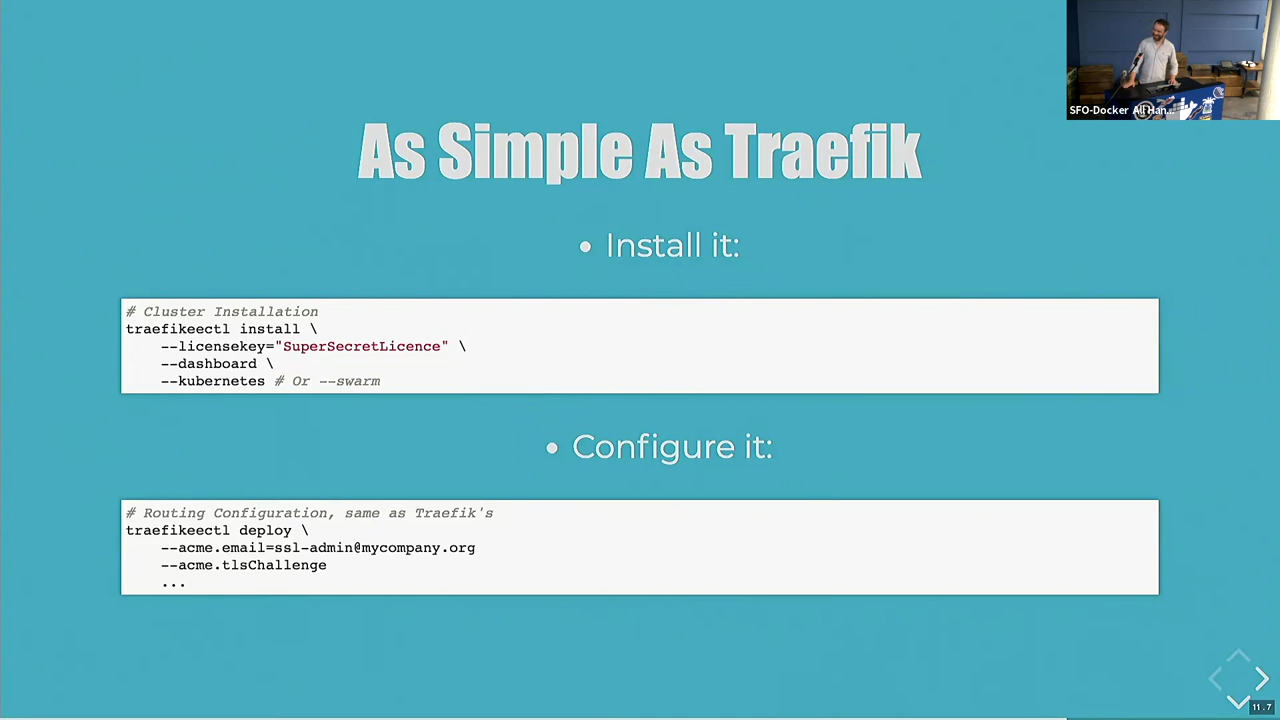 SFO-Docker All Han...
As Simple As Traefik
• Install it:
# Cluster Installation
traefikeectl install \
    --licensekey="SuperSecretLicence" \
    --dashboard \
    --kubernetes # Or --swarm
• Configure it:
# Routing Configuration, same as Traefik's
traefikeectl deploy \
    --acme.email=ssl-admin@mycompany.org
    --acme.tlsChallenge
    ...
11.7